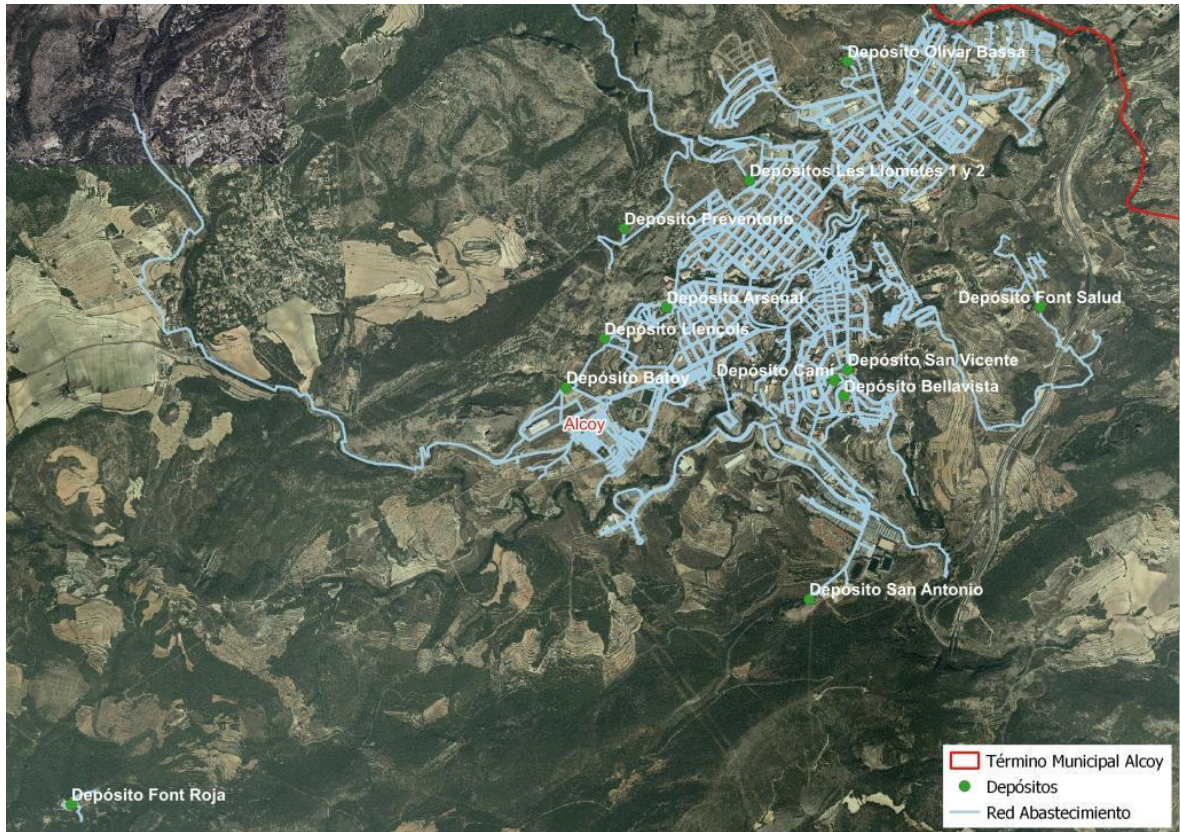 Depósito Olivar Bassa
Depósitos Les Llometes 1 y 2
Depósito Preventorio
Depósito Arsenal
Depósito Font Salud
Depósito Llençols
Depósito San Vicente
Depósito Camí
Depósito Batoy
Depósito Bellavista
Alcoy
Depósito San Antonio
Depósito Font Roja
Término Municipal Alcoy
Depósitos
Red Abastecimiento